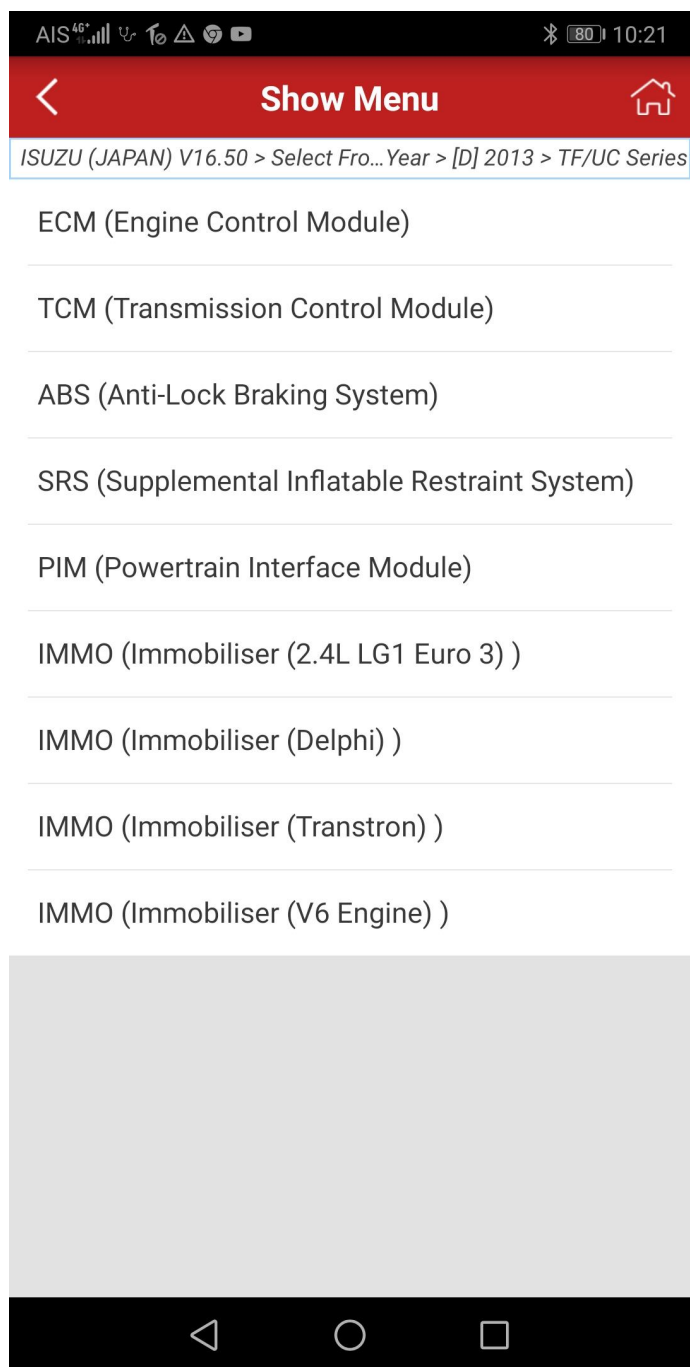 AIS 4G+ 80 10:21
Show Menu
ISUZU (JAPAN) V16.50 > Select Fro...Year > [D] 2013 > TF/UC Series
ECM (Engine Control Module)
TCM (Transmission Control Module)
ABS (Anti-Lock Braking System)
SRS (Supplemental Inflatable Restraint System)
PIM (Powertrain Interface Module)
IMMO (Immobiliser (2.4L LG1 Euro 3) )
IMMO (Immobiliser (Delphi) )
IMMO (Immobiliser (Transtron) )
IMMO (Immobiliser (V6 Engine) )